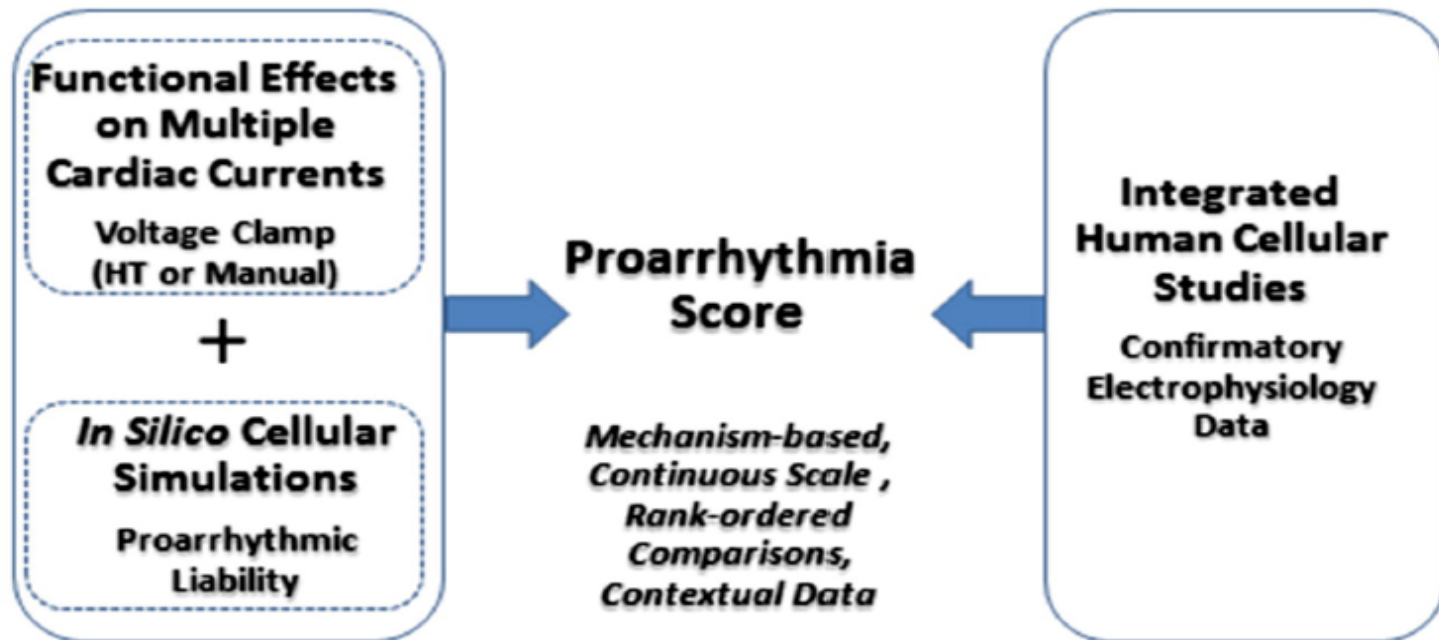 Functional Effects
on Multiple
Cardiac Currents
Voltage Clamp
(HT or Manual)
+
In Silico Cellular
Simulations
Proarrhythmic
Liability
Proarrhythmia
Score
Mechanism-based,
Continuous Scale ,
Rank-ordered
Comparisons,
Contextual Data
Integrated
Human Cellular
Studies
Confirmatory
Electrophysiology
Data